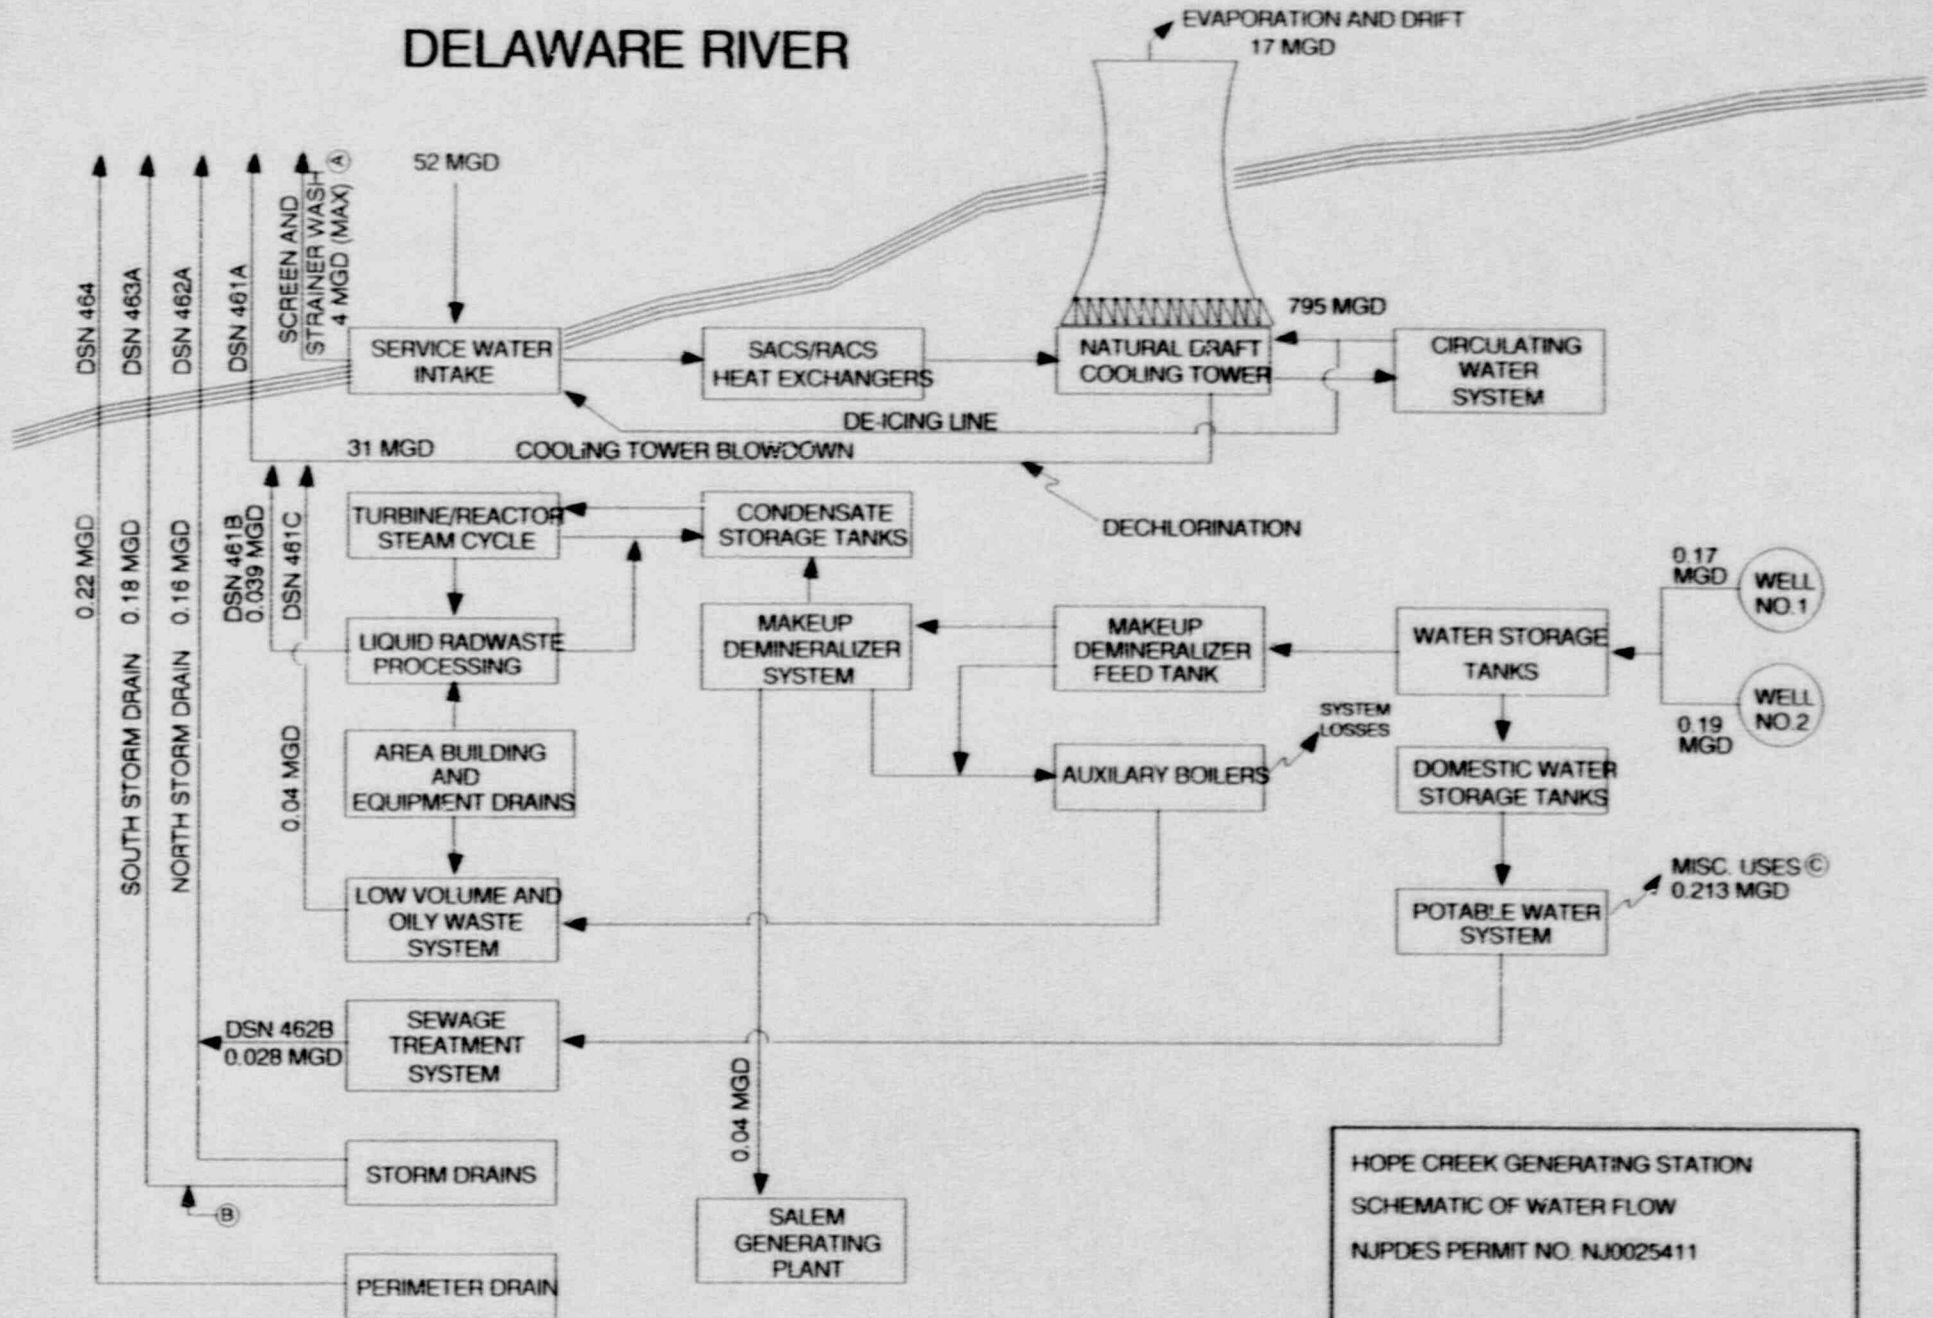 DELAWARE RIVER
EVAPORATION AND DRIFT
17 MGD
52 MGD
A
SCREEN AND
STRAINER WASH
4 MGD (MAX)
DSN 464
DSN 463A
DSN 462A
DSN 461A
795 MGD
SERVICE WATER
INTAKE
SACS/RACS
HEAT EXCHANGERS
NATURAL DRAFT
COOLING TOWER
CIRCULATING
WATER
SYSTEM
DE-ICING LINE
31 MGD
COOLING TOWER BLOWDOWN
DECHLORINATION
0.22 MGD
SOUTH STORM DRAIN 0.18 MGD
NORTH STORM DRAIN 0.16 MGD
DSN 461B
0.039 MGD
DSN 461C
0.04 MGD
TURBINE/REACTOR
STEAM CYCLE
CONDENSATE
STORAGE TANKS
LIQUID RADWASTE
PROCESSING
MAKEUP
DEMINERALIZER
SYSTEM
MAKEUP
DEMINERALIZER
FEED TANK
WATER STORAGE
TANKS
0.17
MGD
WELL
NO.1
WELL
NO.2
0.19
MGD
SYSTEM
LOSSES
AREA BUILDING
AND
EQUIPMENT DRAINS
AUXILARY BOILERS
DOMESTIC WATER
STORAGE TANKS
LOW VOLUME AND
OILY WASTE
SYSTEM
POTABLE WATER
SYSTEM
MISC. USES C
0.213 MGD
DSN 462B
0.028 MGD
SEWAGE
TREATMENT
SYSTEM
0.04 MGD
STORM DRAINS
B
SALEM
GENERATING
PLANT
PERIMETER DRAIN
HOPE CREEK GENERATING STATION
SCHEMATIC OF WATER FLOW
NJPDES PERMIT NO. NJ0025411